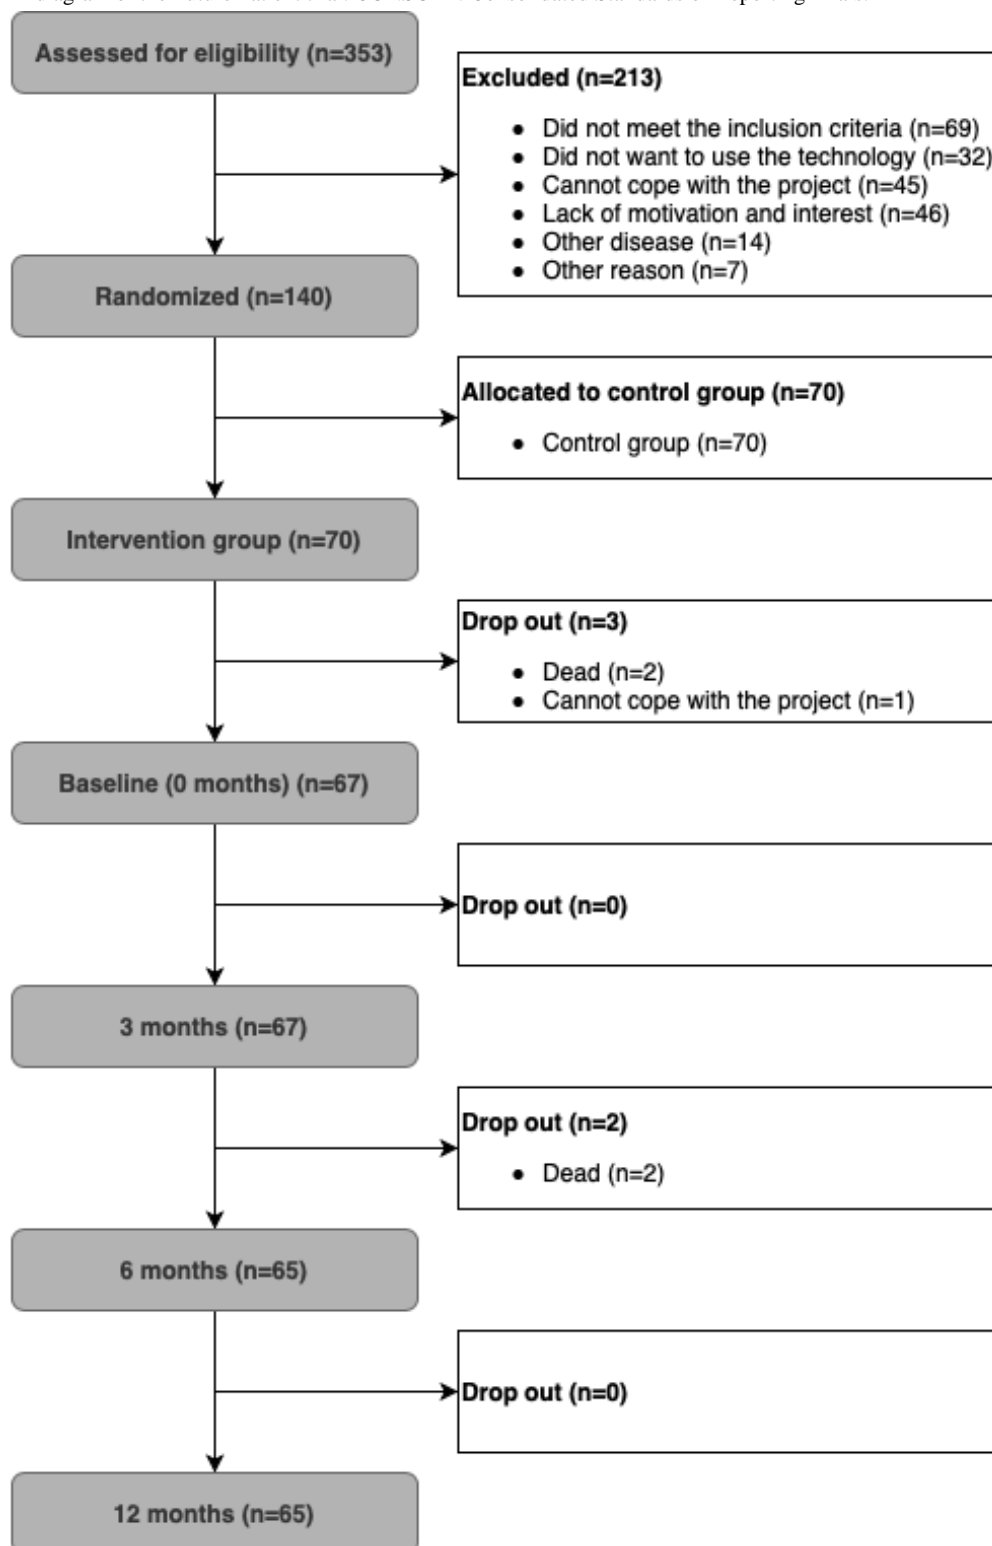 Assessed for eligibility (n=353)
Excluded (n=213)
• Did not meet the inclusion criteria (n=69)
• Did not want to use the technology (n=32)
• Cannot cope with the project (n=45)
• Lack of motivation and interest (n=46)
• Other disease (n=14)
• Other reason (n=7)
Randomized (n=140)
Allocated to control group (n=70)
• Control group (n=70)
Intervention group (n=70)
Drop out (n=3)
• Dead (n=2)
• Cannot cope with the project (n=1)
Baseline (0 months) (n=67)
Drop out (n=0)
3 months (n=67)
Drop out (n=2)
• Dead (n=2)
6 months (n=65)
Drop out (n=0)
12 months (n=65)